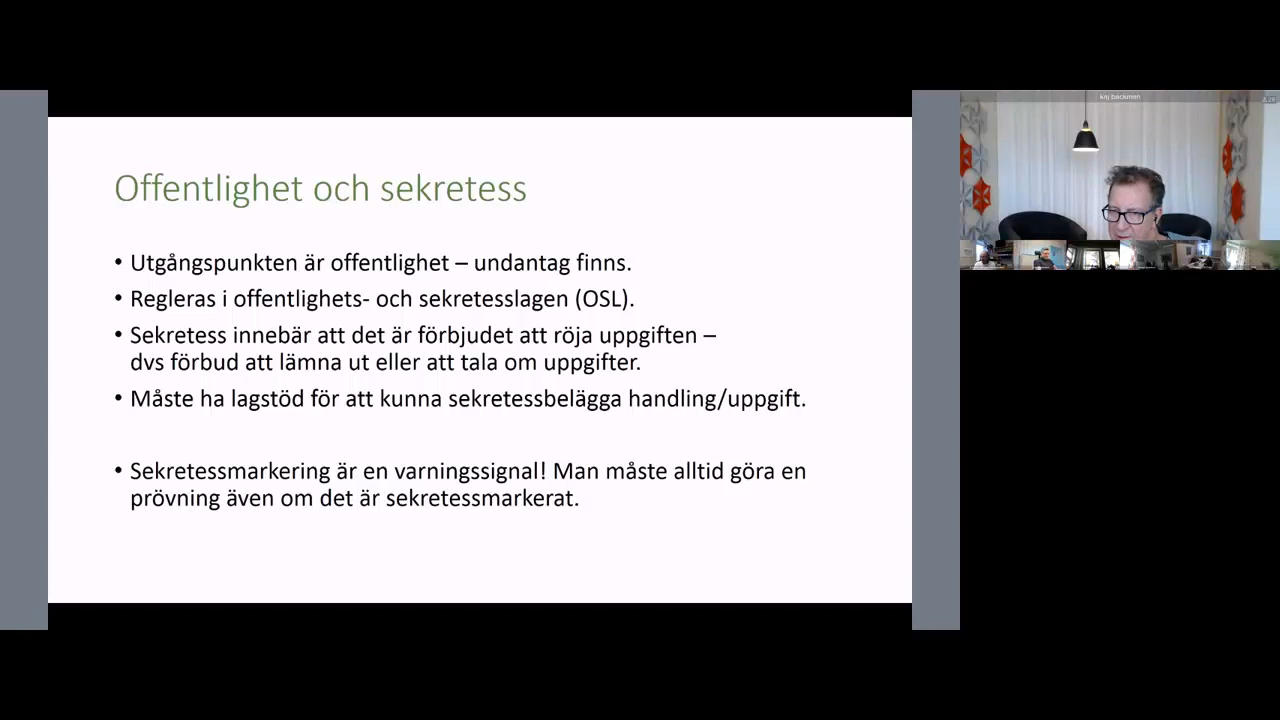 Offentlighet och sekretess
• Utgångspunkten är offentlighet – undantag finns.
• Regleras i offentlighets- och sekretesslagen (OSL).
• Sekretess innebär att det är förbjudet att röja uppgiften –
dvs förbud att lämna ut eller att tala om uppgifter.
• Måste ha lagstöd för att kunna sekretessbelägga handling/uppgift.
• Sekretessmarkering är en varningssignal! Man måste alltid göra en
prövning även om det är sekretessmarkerat.
kaj backman